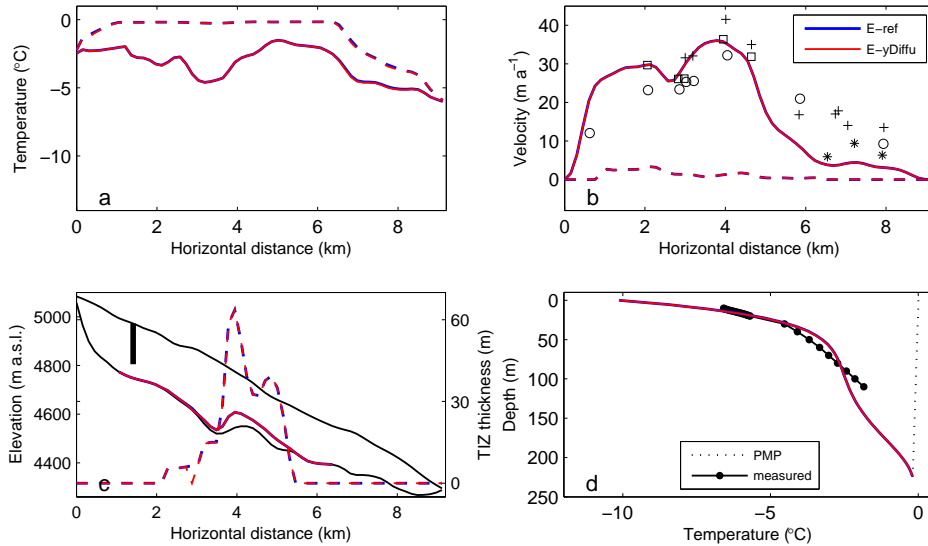 0
−5
−10
Temperature (°C)
a
0 2 4 6 8
Horizontal distance (km)
40
30
20
10
0
Velocity (m a⁻¹)
E−ref
E−yDiffu
b
0 2 4 6 8
Horizontal distance (km)
5000
4800
4600
4400
Elevation (m a.s.l.)
60
30
0
TIZ thickness (m)
c
0 2 4 6 8
Horizontal distance (km)
0
50
100
150
200
250
Depth (m)
PMP
measured
d
−10 −5 0
Temperature (°C)